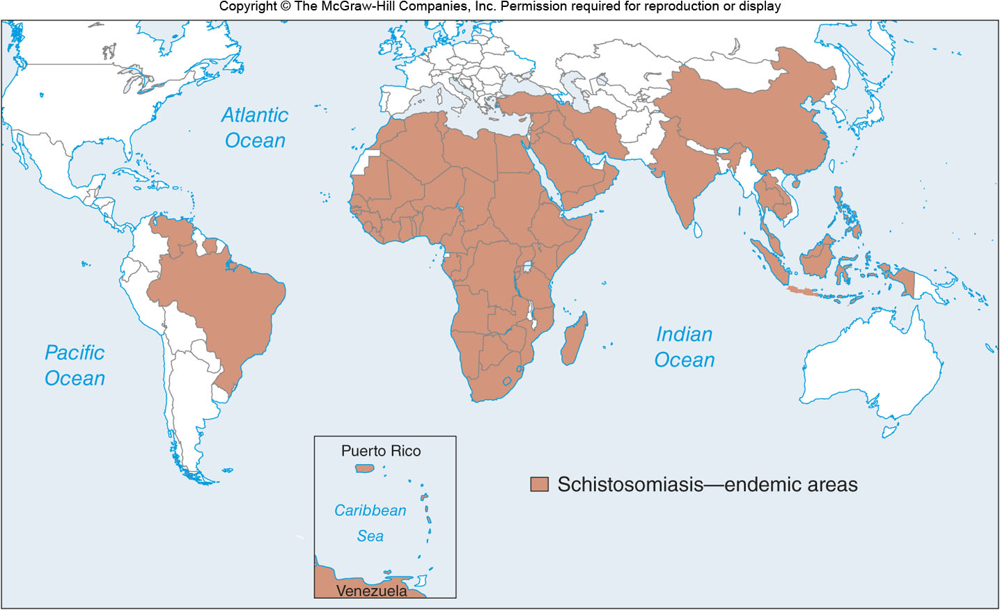 Copyright © The McGraw-Hill Companies, Inc. Permission required for reproduction or display
Atlantic
Ocean
Pacific
Ocean
Indian
Ocean
Puerto Rico
Caribbean
Sea
Venezuela
Schistosomiasis—endemic areas